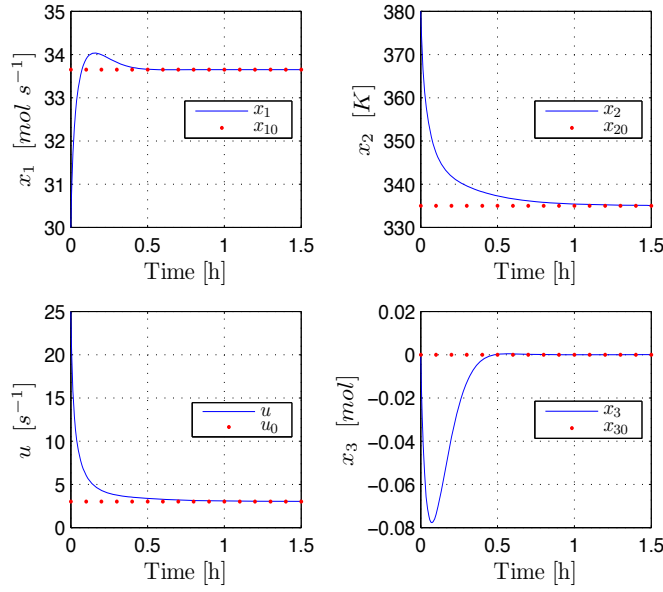 35
34
33
32
31
30
0
0.5
1
1.5
Time [h]
x₁ [mol s⁻¹]
x₁
x₁₀
380
370
360
350
340
330
0
0.5
1
1.5
Time [h]
x₂ [K]
x₂
x₂₀
25
20
15
10
5
0
0
0.5
1
1.5
Time [h]
u [s⁻¹]
u
u₀
0.02
0
−0.02
−0.04
−0.06
−0.08
0
0.5
1
1.5
Time [h]
x₃ [mol]
x₃
x₃₀